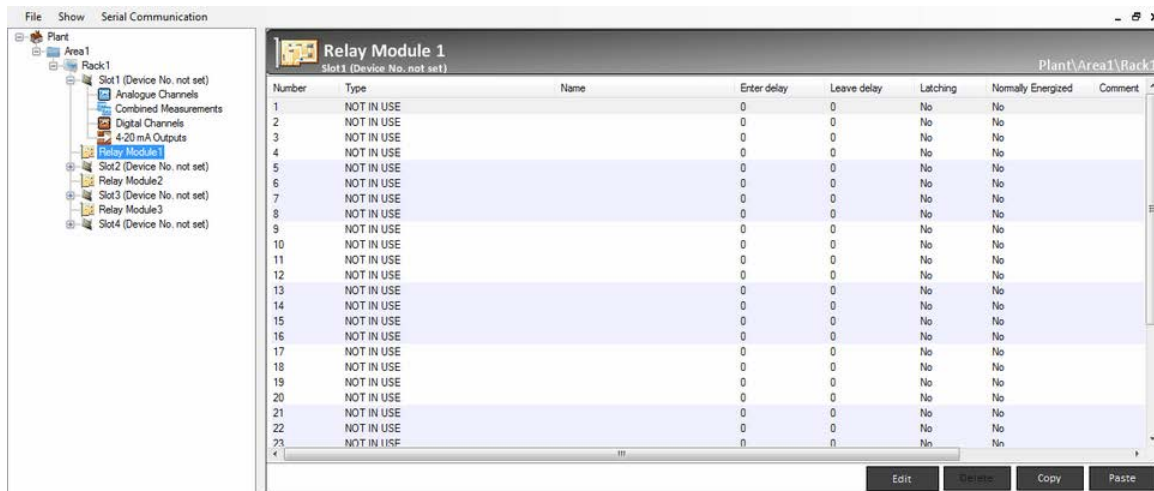 File Show Serial Communication
Plant
Area1
Rack1
Slot1 (Device No. not set)
Analogue Channels
Combined Measurements
Digital Channels
4-20 mA Outputs
Relay Module1
Slot2 (Device No. not set)
Relay Module2
Slot3 (Device No. not set)
Relay Module3
Slot4 (Device No. not set)
Relay Module 1
Slot1 (Device No. not set)
Plant\Area1\Rack1
Number Type Name Enter delay Leave delay Latching Normally Energized Comment
1 NOT IN USE 0 0 No No
2 NOT IN USE 0 0 No No
3 NOT IN USE 0 0 No No
4 NOT IN USE 0 0 No No
5 NOT IN USE 0 0 No No
6 NOT IN USE 0 0 No No
7 NOT IN USE 0 0 No No
8 NOT IN USE 0 0 No No
9 NOT IN USE 0 0 No No
10 NOT IN USE 0 0 No No
11 NOT IN USE 0 0 No No
12 NOT IN USE 0 0 No No
13 NOT IN USE 0 0 No No
14 NOT IN USE 0 0 No No
15 NOT IN USE 0 0 No No
16 NOT IN USE 0 0 No No
17 NOT IN USE 0 0 No No
18 NOT IN USE 0 0 No No
19 NOT IN USE 0 0 No No
20 NOT IN USE 0 0 No No
21 NOT IN USE 0 0 No No
22 NOT IN USE 0 0 No No
23 NOT IN USE 0 0 No No
Edit Delete Copy Paste